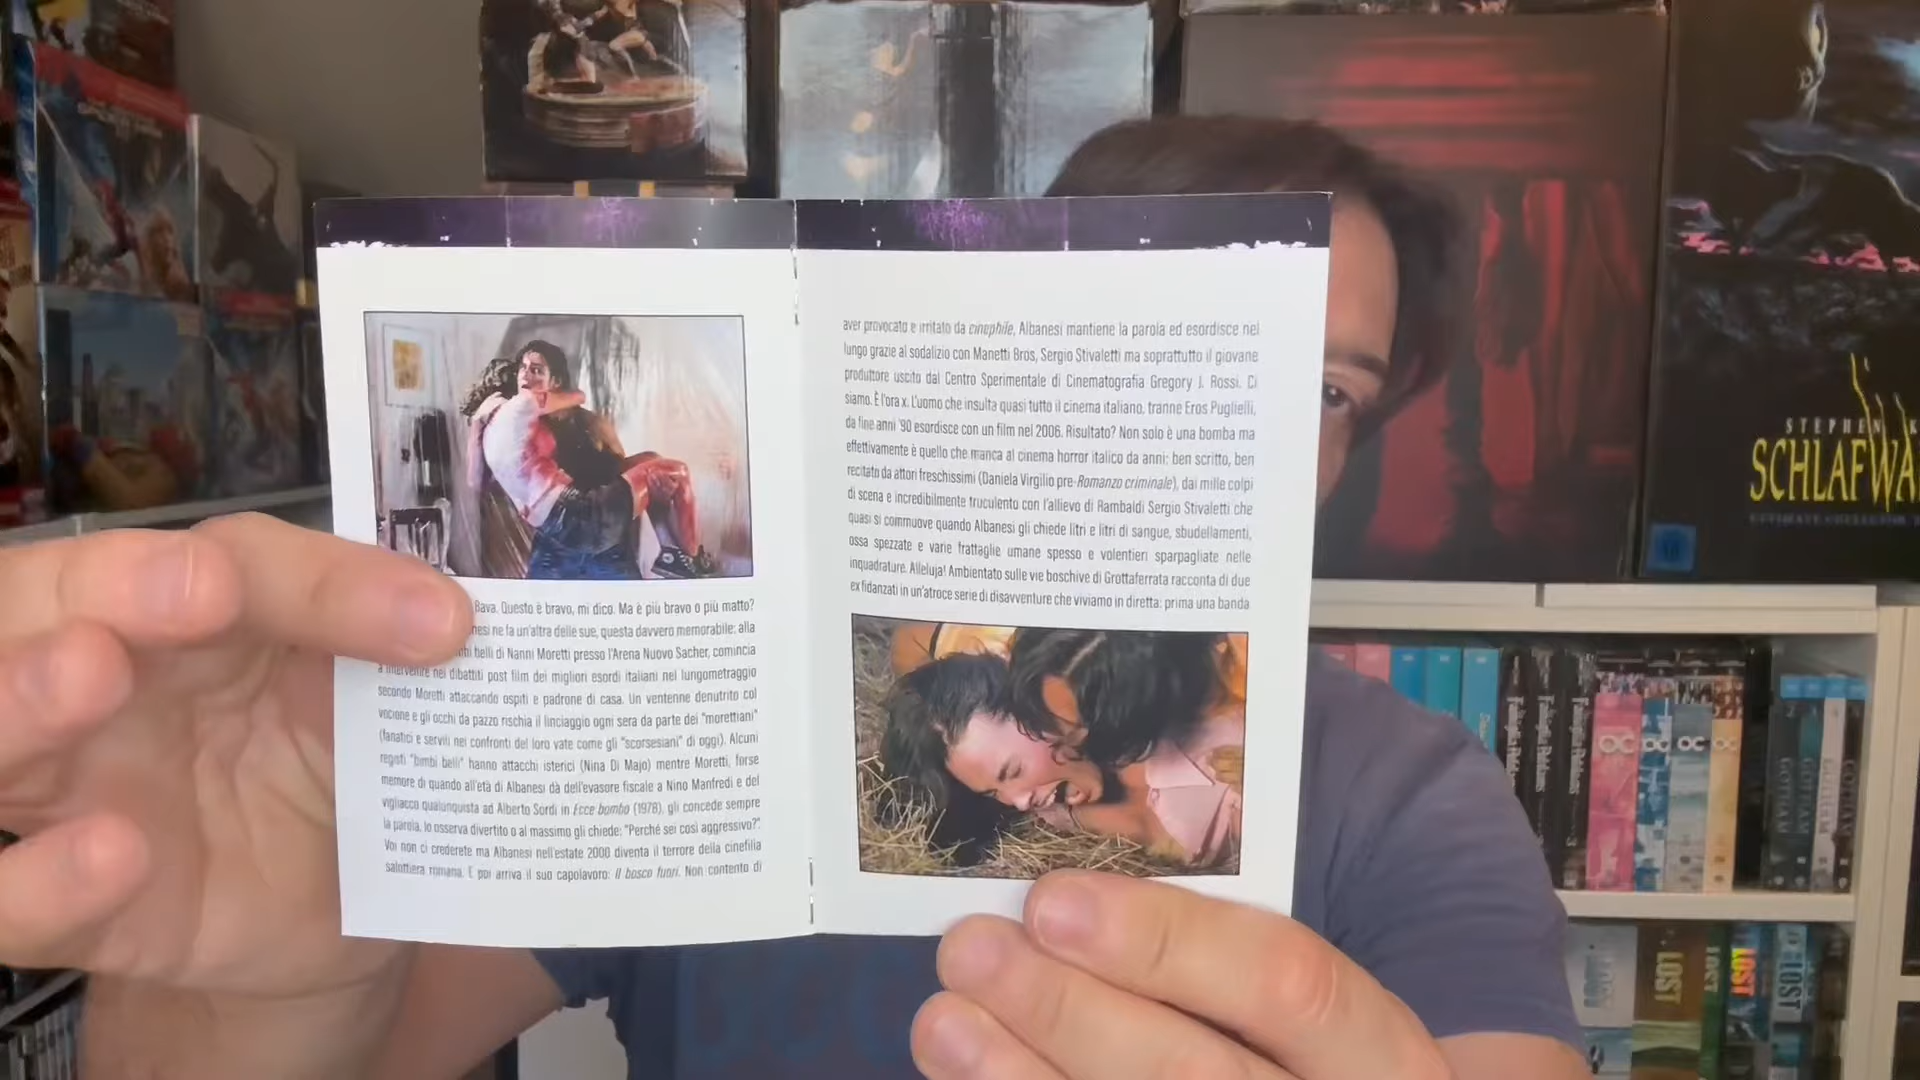 Bava. Questo è bravo, mi dico. Ma è più bravo o più matto?
nesi ne fa un'altra delle sue, questa davvero memorabile: alla
belli di Nanni Moretti presso l'Arena Nuovo Sacher, comincia
a intervenire nei dibattiti post film dei migliori esordi italiani nel lungometraggio
secondo Moretti attaccando ospiti e padrone di casa. Un ventenne denutrito col
vocione e gli occhi da pazzo rischia il linciaggio ogni sera da parte dei "morettiani"
(fanatici e servili nei confronti del loro vate come gli "scorsesiani" di oggi). Alcuni
registi "bimbi belli" hanno attacchi isterici (Nina Di Majo) mentre Moretti, forse
memore di quando all'età di Albanesi dà dell'evasore fiscale a Nino Manfredi e del
vigliacco qualunquista ad Alberto Sordi in Ecce bombo (1978), gli concede sempre
la parola, lo osserva divertito o al massimo gli chiede: "Perché sei così aggressivo?".
Voi non ci crederete ma Albanesi nell'estate 2000 diventa il terrore della cinefilia
salottiera romana. E poi arriva il suo capolavoro: Il bosco fuori. Non contento di
aver provocato e irritato da cinephile, Albanesi mantiene la parola ed esordisce nel
lungo grazie al sodalizio con Manetti Bros, Sergio Stivaletti ma soprattutto il giovane
produttore uscito dal Centro Sperimentale di Cinematografia Gregory J. Rossi. Ci
siamo. È l'ora x. L'uomo che insulta quasi tutto il cinema italiano, tranne Eros Puglielli,
da fine anni '90 esordisce con un film nel 2006. Risultato? Non solo è una bomba ma
effettivamente è quello che manca al cinema horror italico da anni: ben scritto, ben
recitato da attori freschissimi (Daniela Virgilio pre-Romanzo criminale), dai mille colpi
di scena e incredibilmente truculento con l'allievo di Rambaldi Sergio Stivaletti che
quasi si commuove quando Albanesi gli chiede litri e litri di sangue, sbudellamenti,
ossa spezzate e varie frattaglie umane spesso e volentieri sparpagliate nelle
inquadrature. Alleluja! Ambientato sulle vie boschive di Grottaferrata racconta di due
ex fidanzati in un'atroce serie di disavventure che viviamo in diretta: prima una banda
STEPHEN K
SCHLAFWA
OC
OC
OC
GOTHAM
GOTHAM
GOTHAM
LOST
LOST
LOST
LOST
LOST